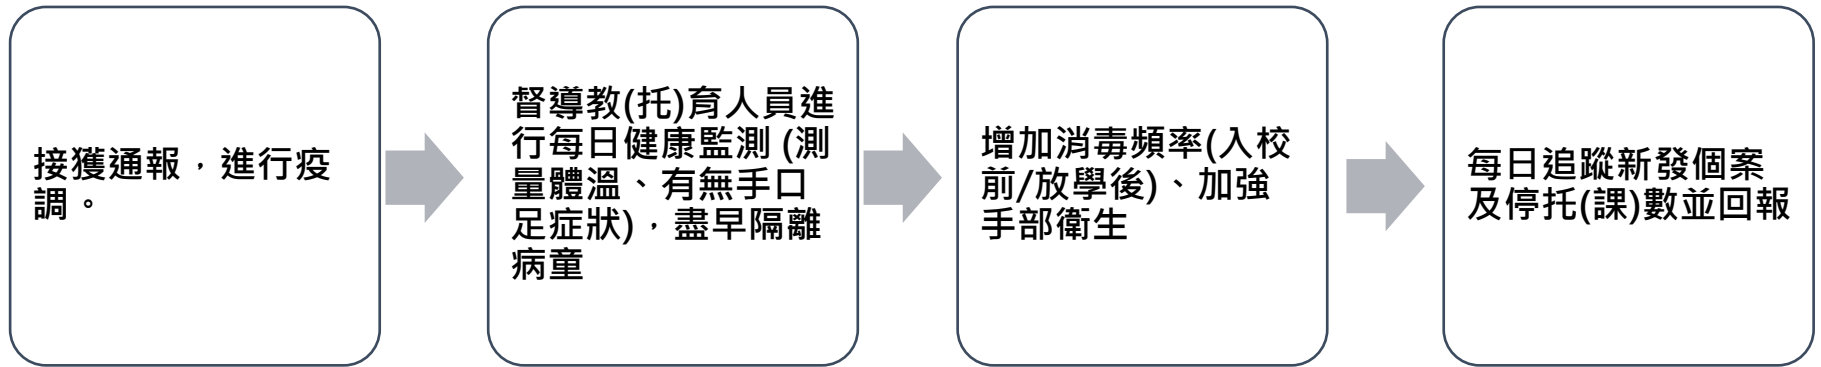 接獲通報，進行疫
調。
督導教(托)育人員進
行每日健康監測 (測
量體溫、有無手口
足症狀)，盡早隔離
病童
增加消毒頻率(入校
前/放學後)、加強
手部衛生
每日追蹤新發個案
及停托(課)數並回報